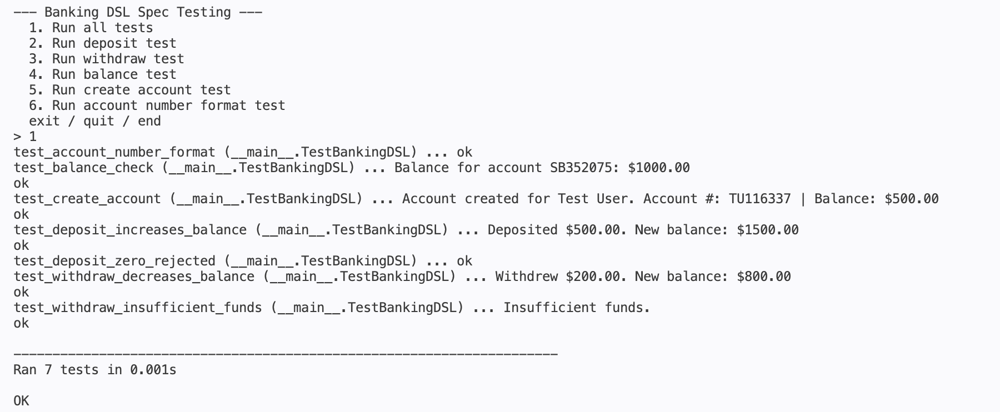 --- Banking DSL Spec Testing ---
  1. Run all tests
  2. Run deposit test
  3. Run withdraw test
  4. Run balance test
  5. Run create account test
  6. Run account number format test
  exit / quit / end
> 1
test_account_number_format (__main__.TestBankingDSL) ... ok
test_balance_check (__main__.TestBankingDSL) ... Balance for account SB352075: $1000.00
ok
test_create_account (__main__.TestBankingDSL) ... Account created for Test User. Account #: TU116337 | Balance: $500.00
ok
test_deposit_increases_balance (__main__.TestBankingDSL) ... Deposited $500.00. New balance: $1500.00
ok
test_deposit_zero_rejected (__main__.TestBankingDSL) ... ok
test_withdraw_decreases_balance (__main__.TestBankingDSL) ... Withdrew $200.00. New balance: $800.00
ok
test_withdraw_insufficient_funds (__main__.TestBankingDSL) ... Insufficient funds.
ok

----------------------------------------------------------------------
Ran 7 tests in 0.001s

OK